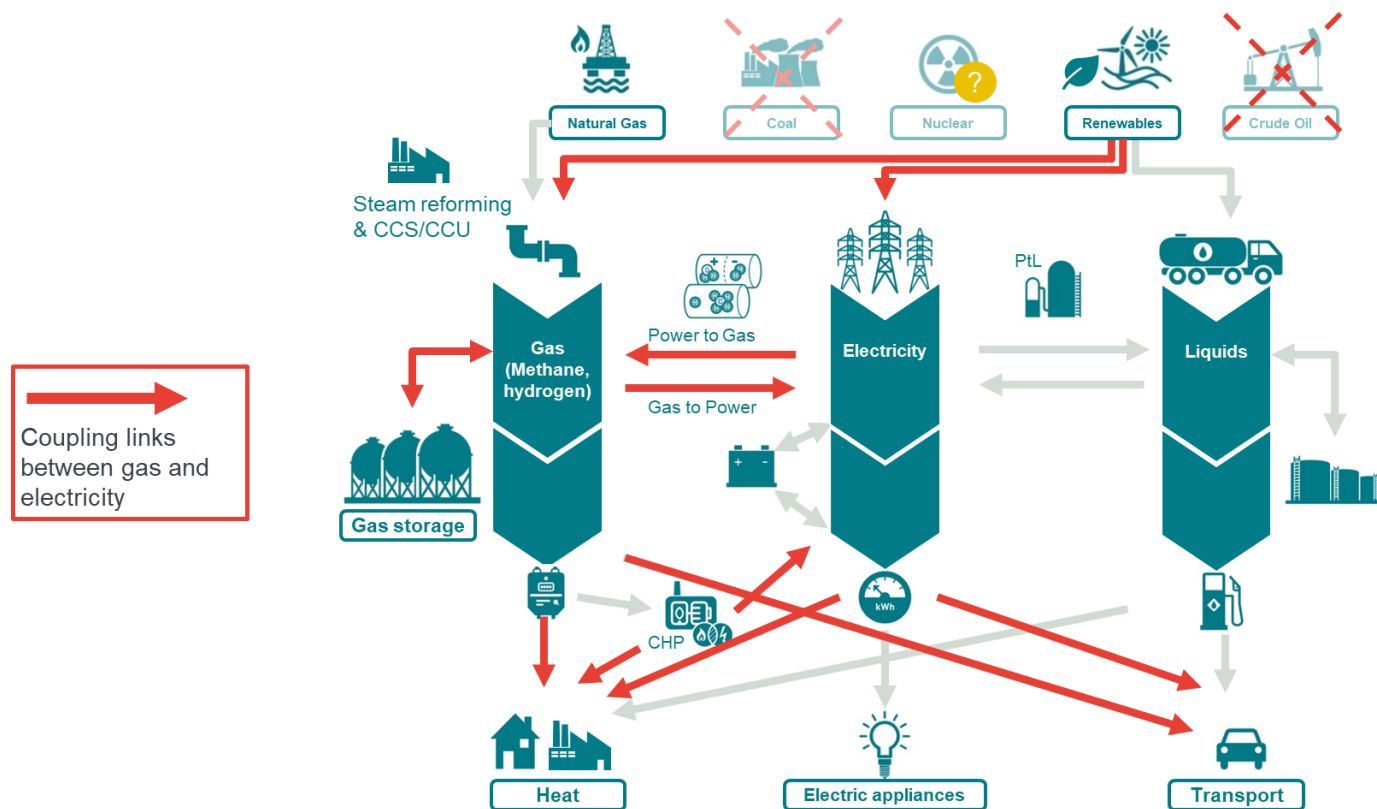 ?
Natural Gas
Coal
Nuclear
Renewables
Crude Oil
Steam reforming
& CCS/CCU
PtL
+ -
H
H
H
H
C
Power to Gas
Gas
(Methane,
hydrogen)
Electricity
Liquids
Gas to Power
Coupling links
between gas and
electricity
+ -
Gas storage
kWh
CHP
Heat
Electric appliances
Transport